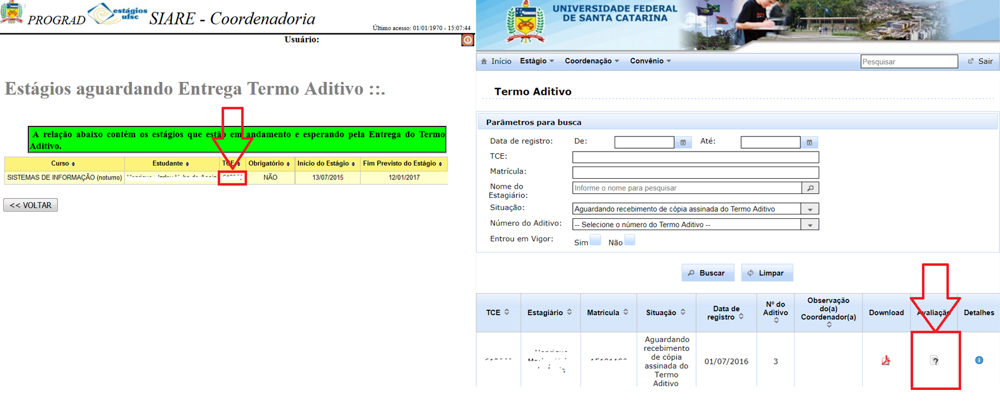 PROGRAD
estágios
ufsc
SIARE - Coordenadoria
Último acesso: 01/01/1970 - 15:07:44
Usuário:
Estágios aguardando Entrega Termo Aditivo ::.
A relação abaixo contém os estágios que estão em andamento e esperando pela Entrega do Termo
Aditivo.
Curso Estudante TCE Obrigatório Início do Estágio Fim Previsto do Estágio
SISTEMAS DE INFORMAÇÃO (noturno) NÃO 13/07/2015 12/01/2017
<< VOLTAR
UNIVERSIDADE FEDERAL
DE SANTA CATARINA
Início Estágio Coordenação Convênio Pesquisar Sair
Termo Aditivo
Parâmetros para busca
Data de registro: De: Até:
TCE:
Matrícula:
Nome do
Estagiário:
Informe o nome para pesquisar
Situação: Aguardando recebimento de cópia assinada do Termo Aditivo
Número do Aditivo: -- Selecione o número do Termo Aditivo --
Entrou em Vigor: Sim Não
Buscar Limpar
TCE Estagiário Matrícula Situação Data de registro Nº do Aditivo Observação do(a) Coordenador(a) Download Avaliação Detalhes
Aguardando
recebimento
de cópia
assinada do
Termo
Aditivo
01/07/2016 3